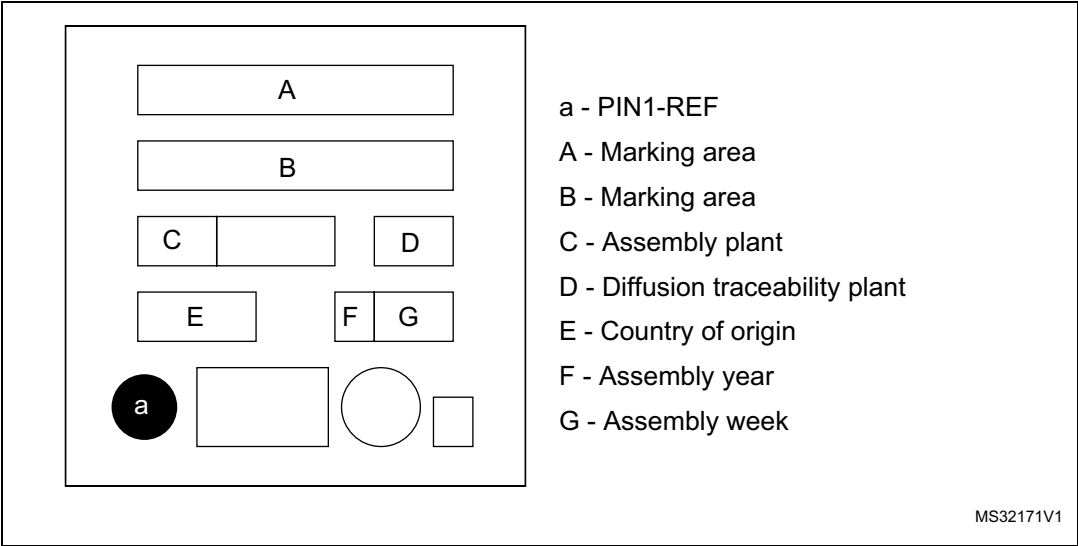 A
B
C
D
E
F
G
a
a - PIN1-REF
A - Marking area
B - Marking area
C - Assembly plant
D - Diffusion traceability plant
E - Country of origin
F - Assembly year
G - Assembly week
MS32171V1